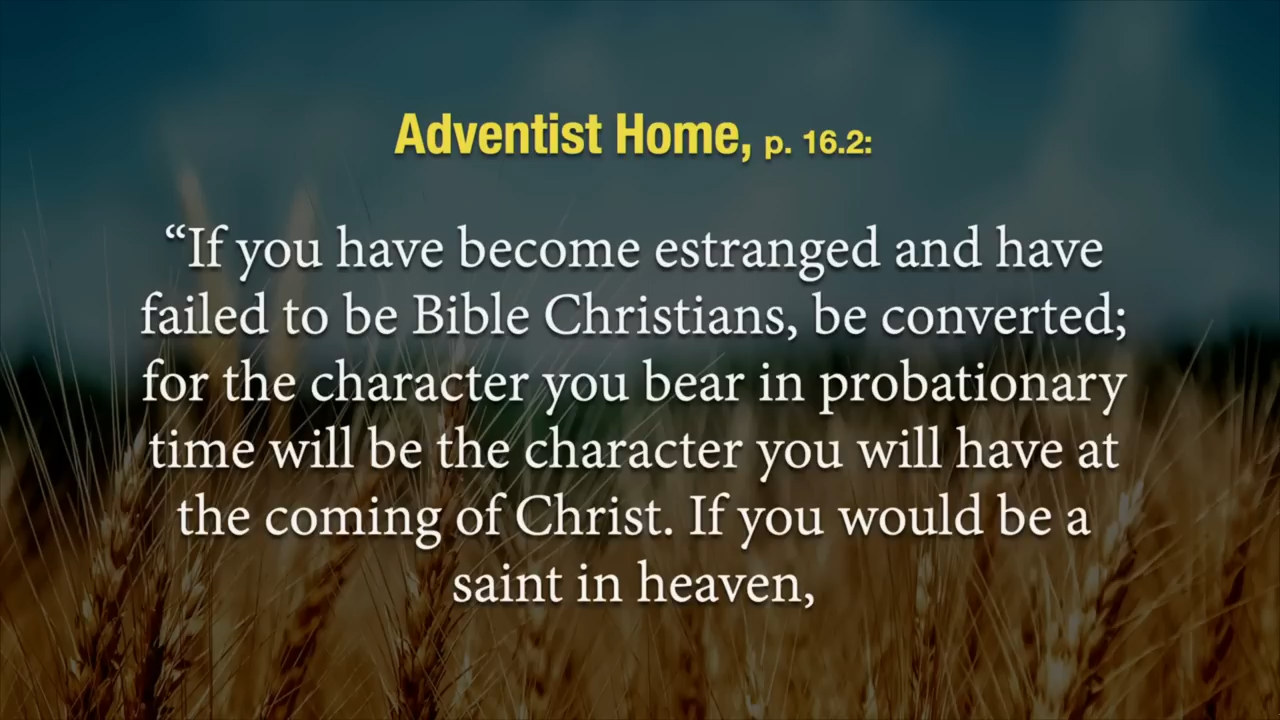 Adventist Home, p. 16.2:
“If you have become estranged and have
failed to be Bible Christians, be converted;
for the character you bear in probationary
time will be the character you will have at
the coming of Christ. If you would be a
saint in heaven,